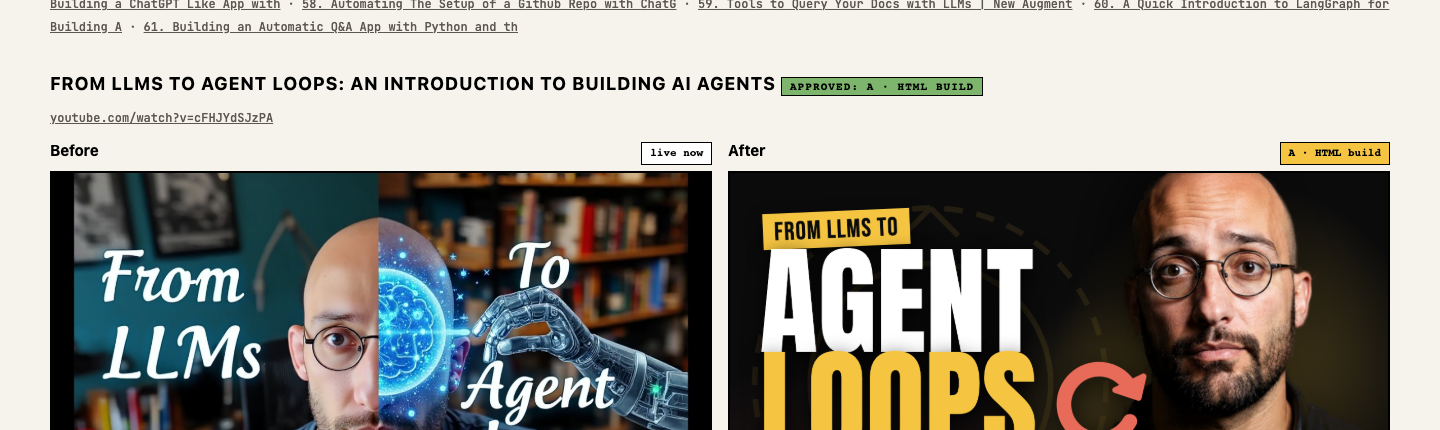 Building a ChatGPT Like App with · 58. Automating The Setup of a Github Repo with ChatG · 59. Tools to Query Your Docs with LLMs | New Augment · 60. A Quick Introduction to LangGraph for
Building A · 61. Building an Automatic Q&A App with Python and th
FROM LLMS TO AGENT LOOPS: AN INTRODUCTION TO BUILDING AI AGENTS APPROVED: A · HTML BUILD
youtube.com/watch?v=cFHJYdSJzPA
Before live now
From
LLMs
To
Agent
After A · HTML build
FROM LLMS TO
AGENT
LOOPS